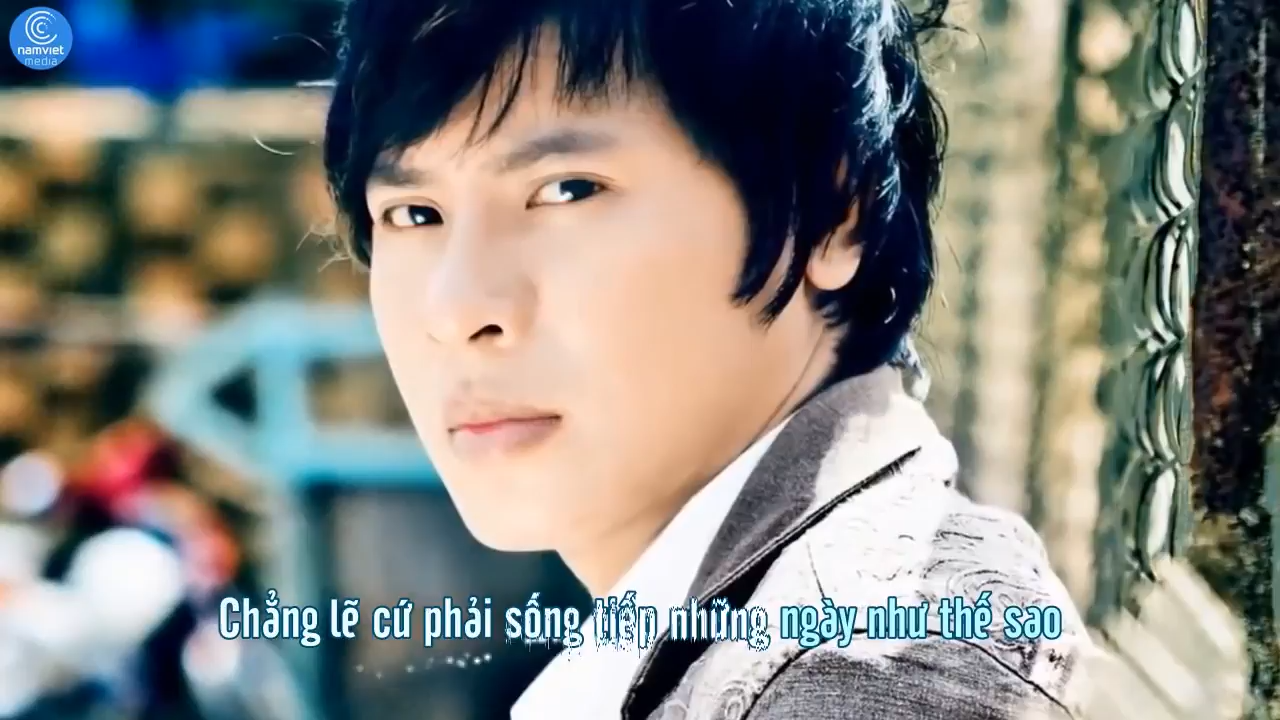 namviet
media
Chẳng lẽ cứ phải sống tiếp những ngày như thế sao